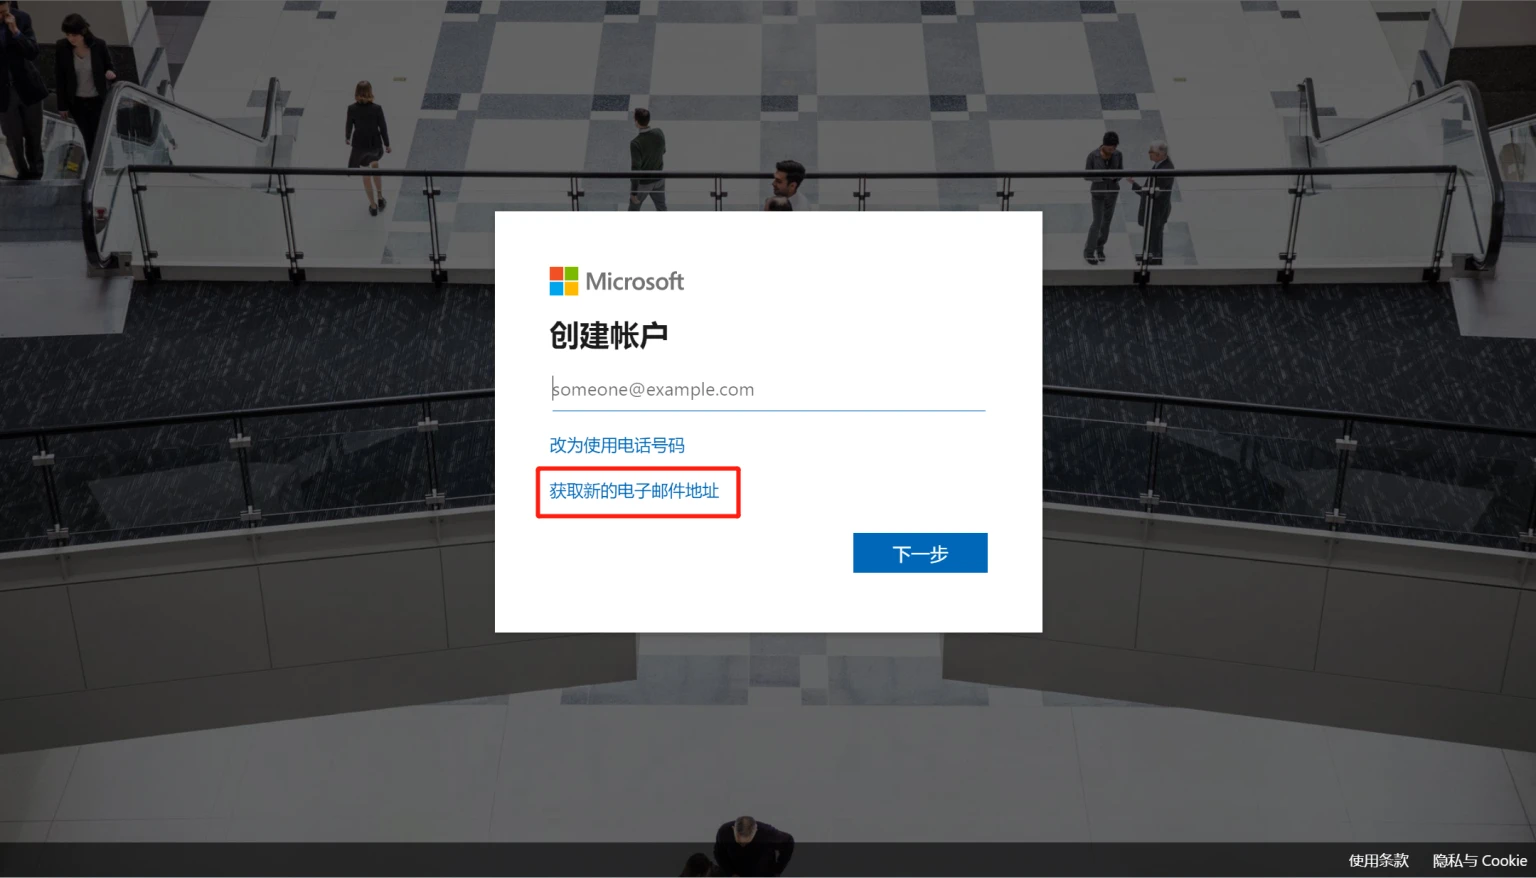 Microsoft
创建帐户
someone@example.com
改为使用电话号码
获取新的电子邮件地址
下一步
使用条款 隐私与 Cookie